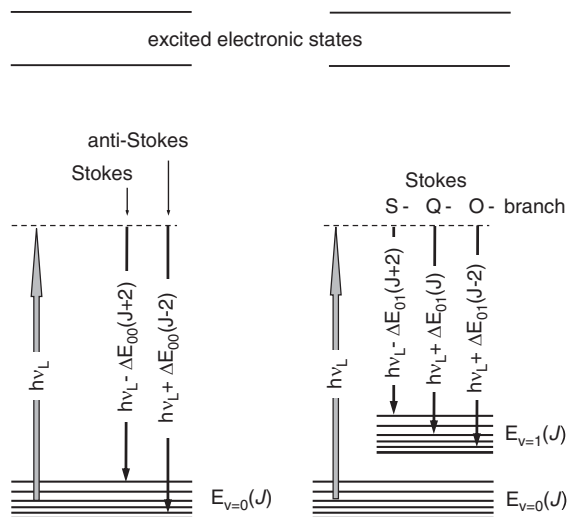 excited electronic states
anti-Stokes
Stokes
hν_L
hν_L - ΔE_00(J+2)
hν_L + ΔE_00(J-2)
E_v=0(J)
Stokes
S - Q - O - branch
hν_L
hν_L - ΔE_01(J+2)
hν_L + ΔE_01(J)
hν_L + ΔE_01(J-2)
E_v=1(J)
E_v=0(J)